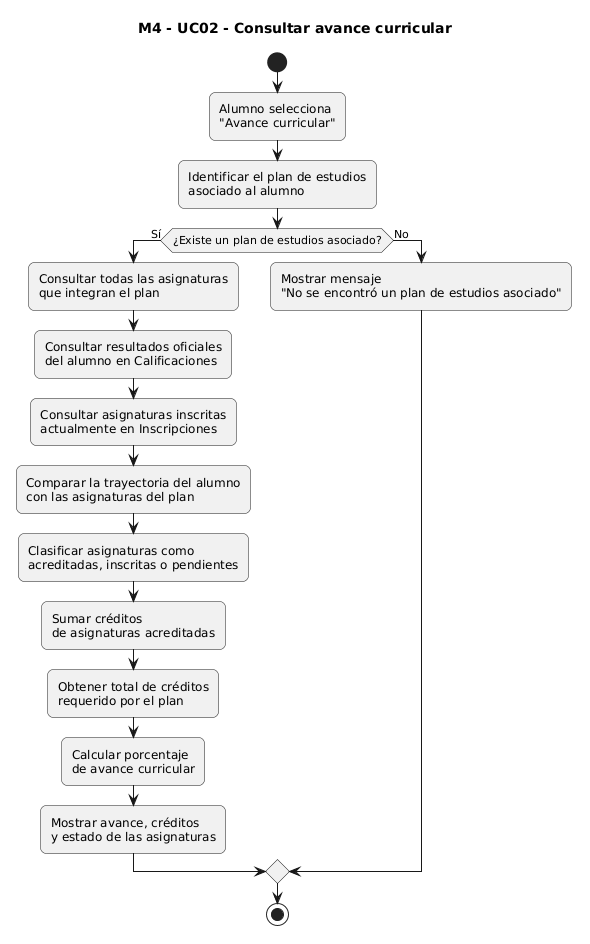 M4 - UC02 - Consultar avance curricular
Alumno selecciona
"Avance curricular"
Identificar el plan de estudios
asociado al alumno
Sí
¿Existe un plan de estudios asociado?
No
Consultar todas las asignaturas
que integran el plan
Mostrar mensaje
"No se encontró un plan de estudios asociado"
Consultar resultados oficiales
del alumno en Calificaciones
Consultar asignaturas inscritas
actualmente en Inscripciones
Comparar la trayectoria del alumno
con las asignaturas del plan
Clasificar asignaturas como
acreditadas, inscritas o pendientes
Sumar créditos
de asignaturas acreditadas
Obtener total de créditos
requerido por el plan
Calcular porcentaje
de avance curricular
Mostrar avance, créditos
y estado de las asignaturas